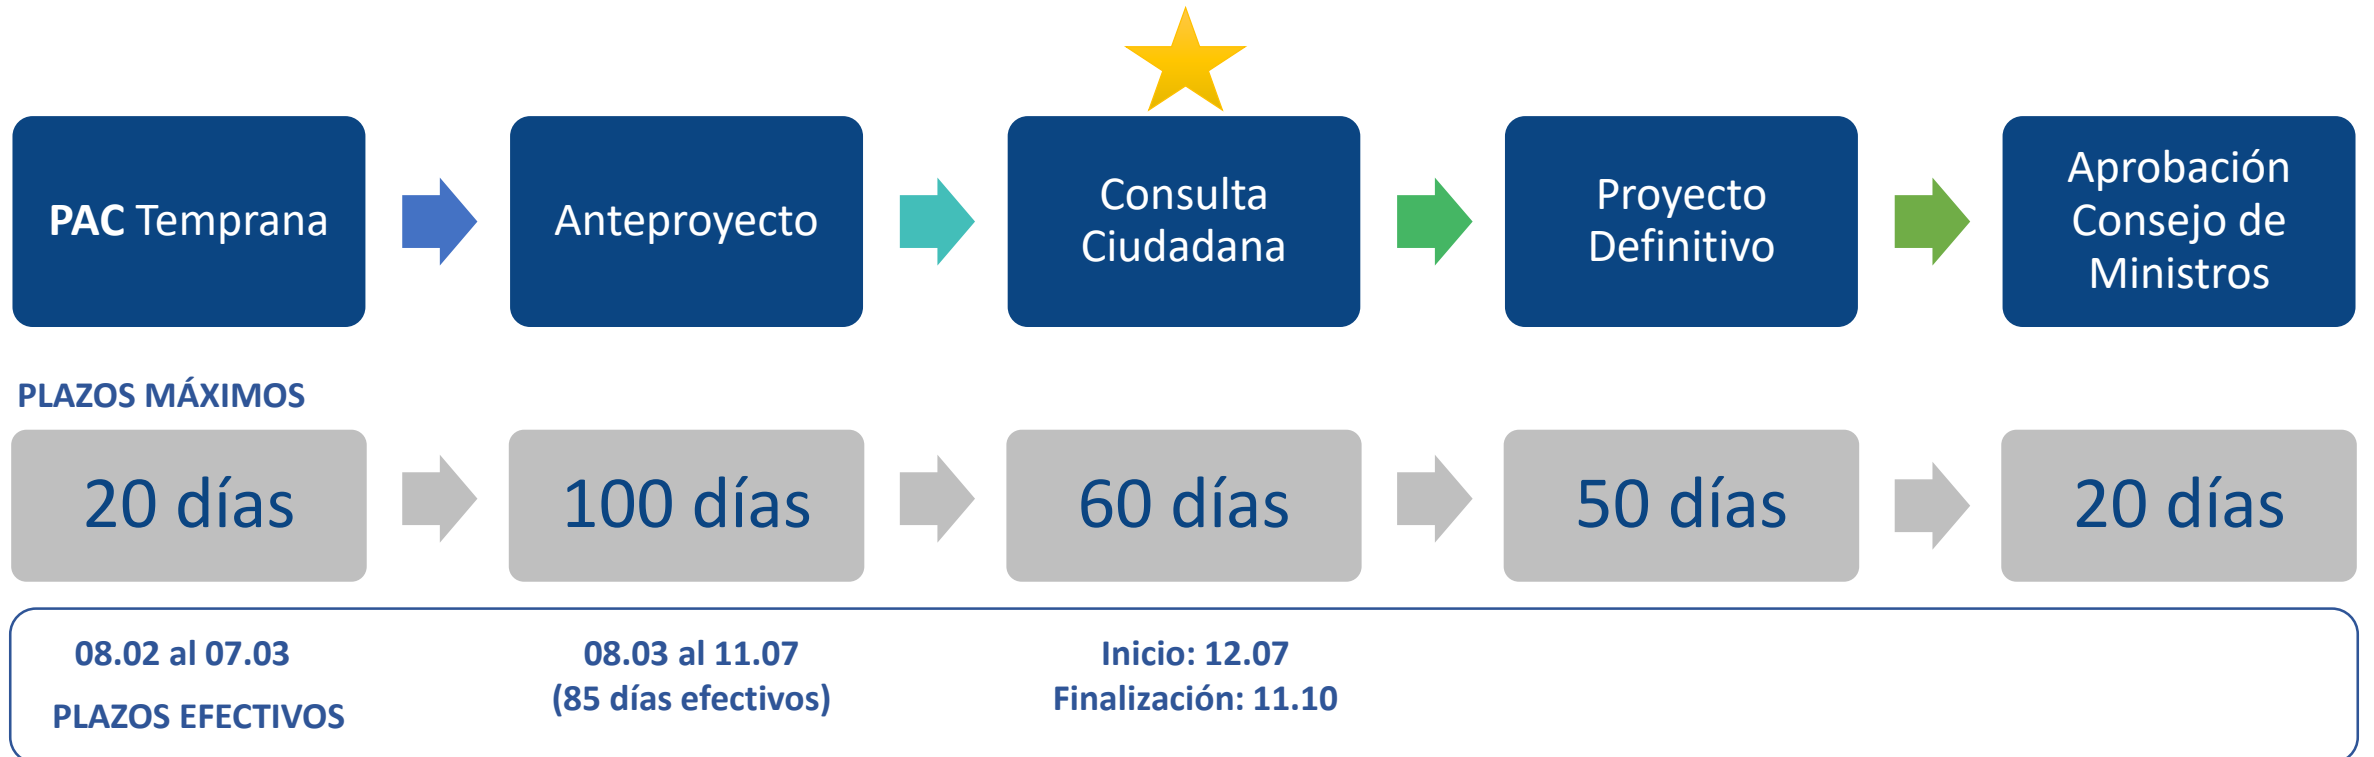 PAC Temprana
Anteproyecto
Consulta
Ciudadana
Proyecto
Definitivo
Aprobación
Consejo de
Ministros
PLAZOS MÁXIMOS
20 días
100 días
60 días
50 días
20 días
08.02 al 07.03
PLAZOS EFECTIVOS
08.03 al 11.07
(85 días efectivos)
Inicio: 12.07
Finalización: 11.10